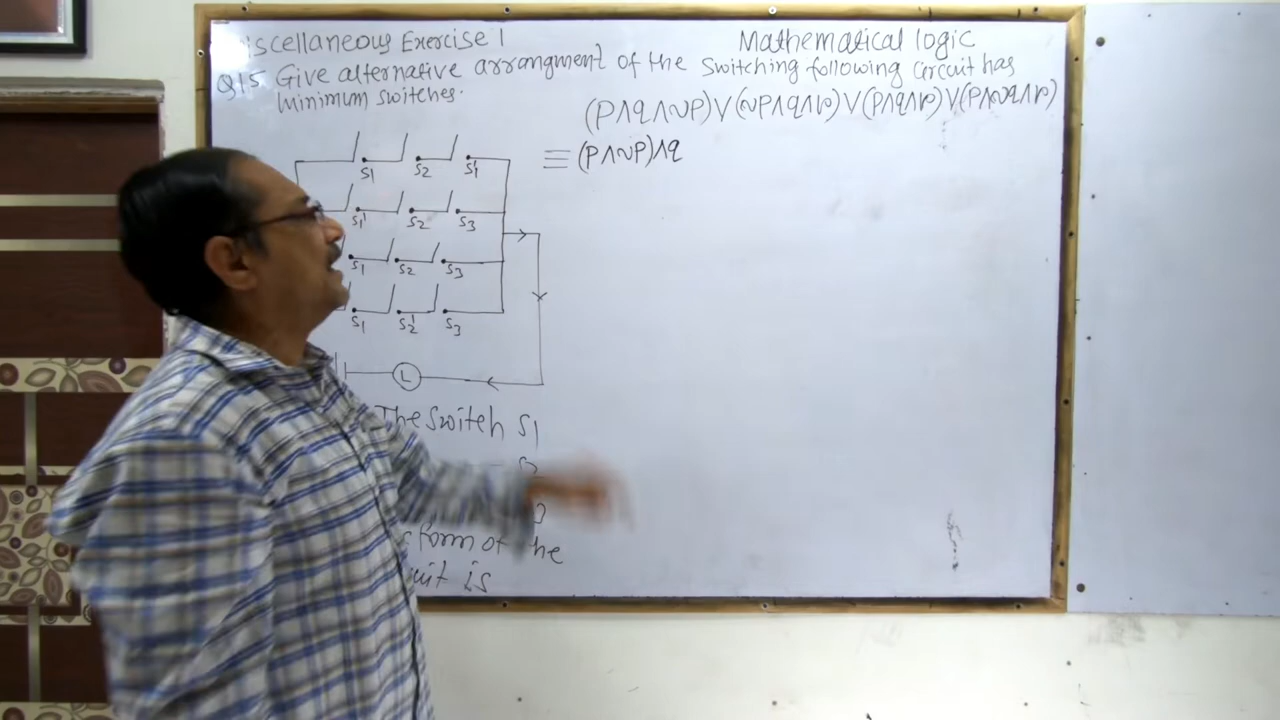 iscellaneous Exercise 1
Mathematical logic
Q15 Give alternative arrangment of the switching following circuit has
minimum switches.
(P∧q∧~P)∨(~P∧q∧r)∨(P∧q∧r)∨(P∧~q∧r)
≡ (P∧~P)∧q
S1 S2 S1'
S1' S2 S3
S1 S2 S3
S1 S2' S3
L
The switch S1
form of the
uit is